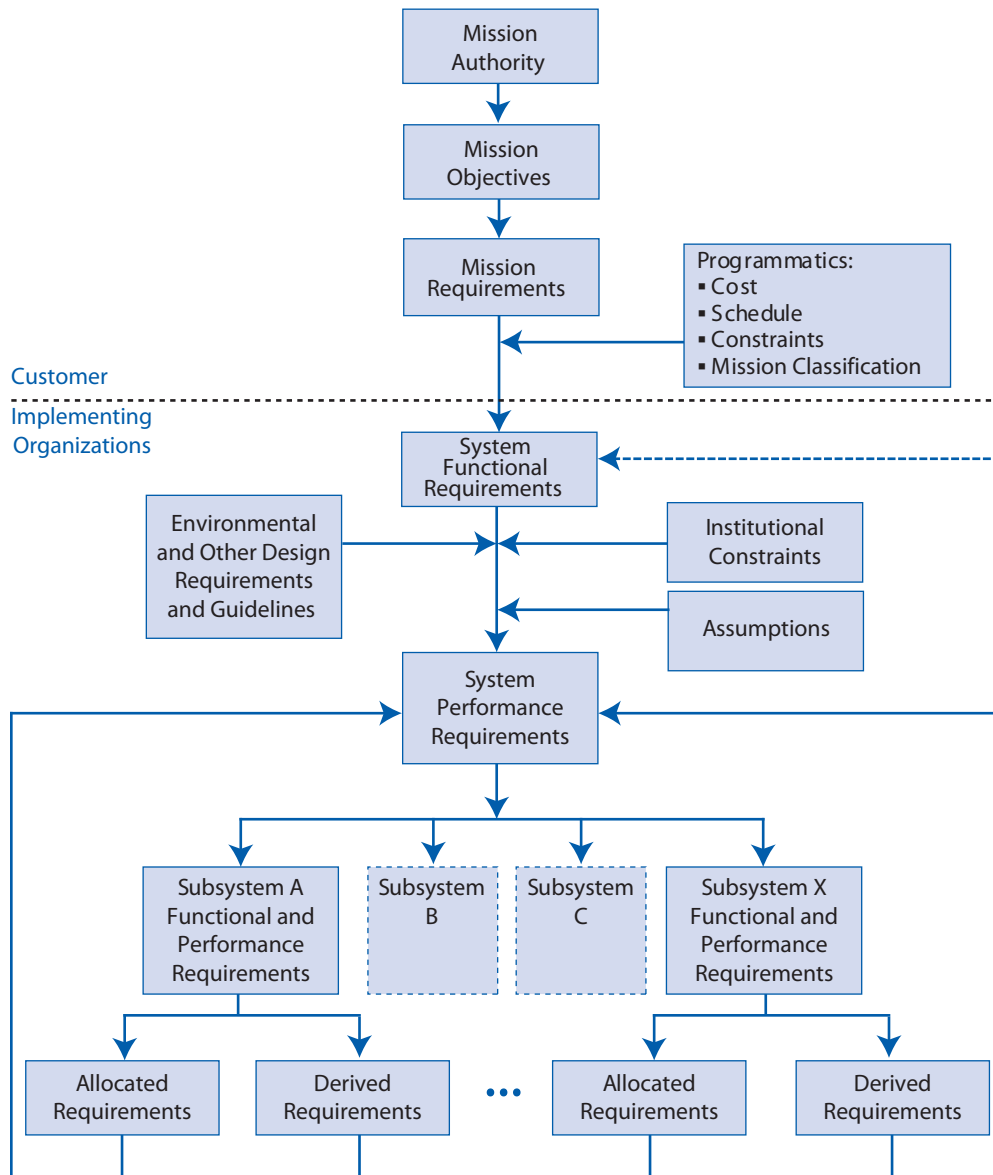 Mission
Authority
Mission
Objectives
Mission
Requirements
Programmatics:
▪ Cost
▪ Schedule
▪ Constraints
▪ Mission Classification
Customer
Implementing
Organizations
System
Functional
Requirements
Environmental
and Other Design
Requirements
and Guidelines
Institutional
Constraints
Assumptions
System
Performance
Requirements
Subsystem A
Functional and
Performance
Requirements
Subsystem
B
Subsystem
C
Subsystem X
Functional and
Performance
Requirements
Allocated
Requirements
Derived
Requirements
•••
Allocated
Requirements
Derived
Requirements